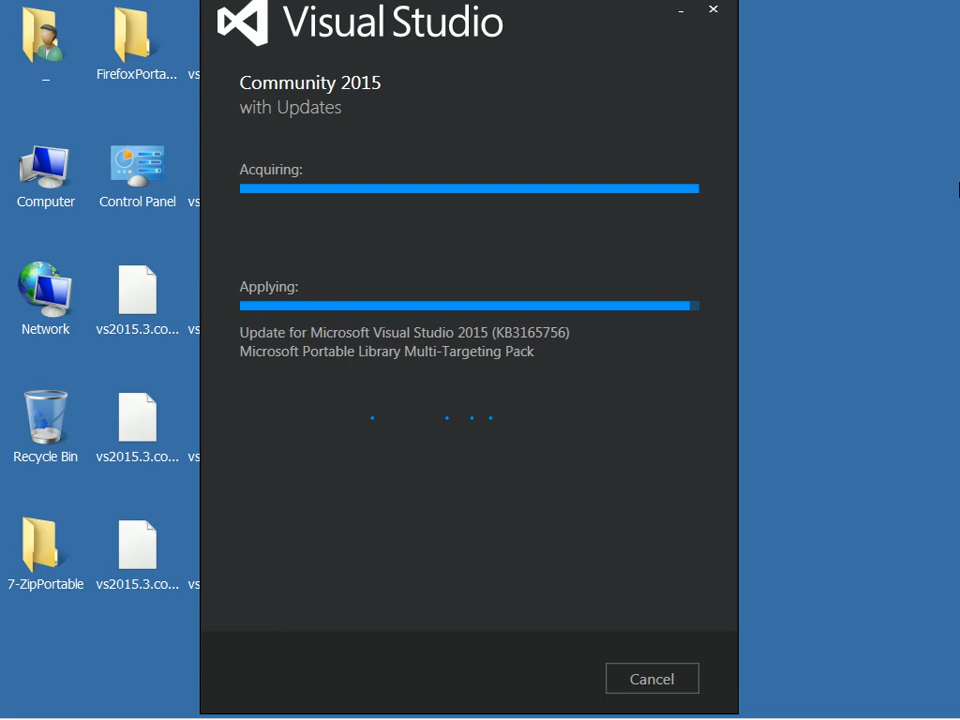 Visual Studio
Community 2015
with Updates
Acquiring:
Applying:
Update for Microsoft Visual Studio 2015 (KB3165756)
Microsoft Portable Library Multi-Targeting Pack
Cancel
_
FirefoxPorta...
vs
Computer
Control Panel
vs
Network
vs2015.3.co...
vs
Recycle Bin
vs2015.3.co...
vs
7-ZipPortable
vs2015.3.co...
vs